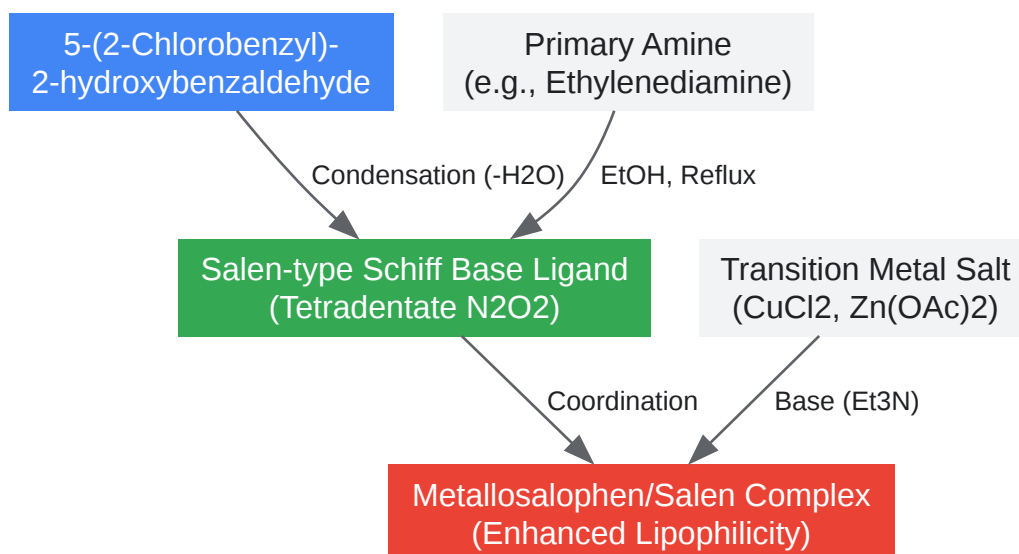 5-(2-Chlorobenzyl)-
2-hydroxybenzaldehyde
Primary Amine
(e.g., Ethylenediamine)
Condensation (-H2O)
EtOH, Reflux
Salen-type Schiff Base Ligand
(Tetradentate N2O2)
Transition Metal Salt
(CuCl2, Zn(OAc)2)
Coordination
Base (Et3N)
Metallosalophen/Salen Complex
(Enhanced Lipophilicity)